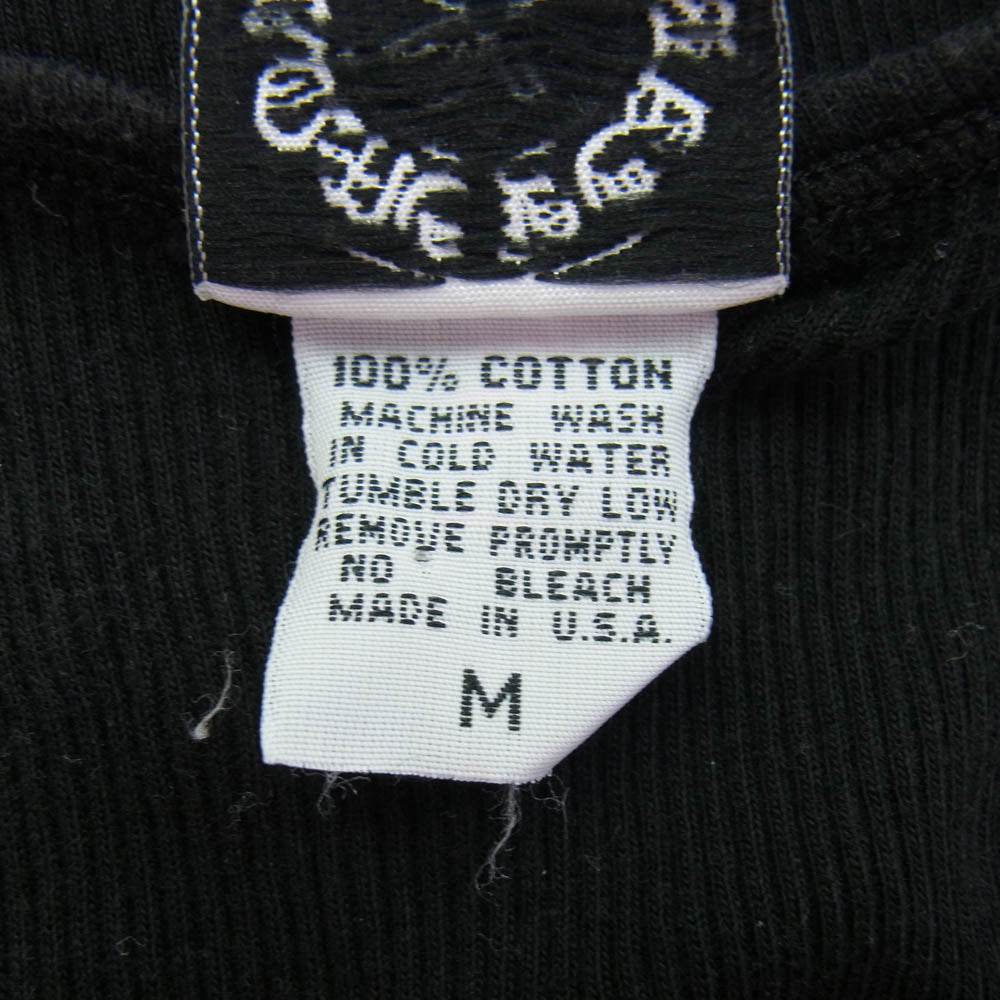 100% COTTON
MACHINE WASH
IN COLD WATER
TUMBLE DRY LOW
REMOVE PROMPTLY
NO BLEACH
MADE IN U.S.A.
M